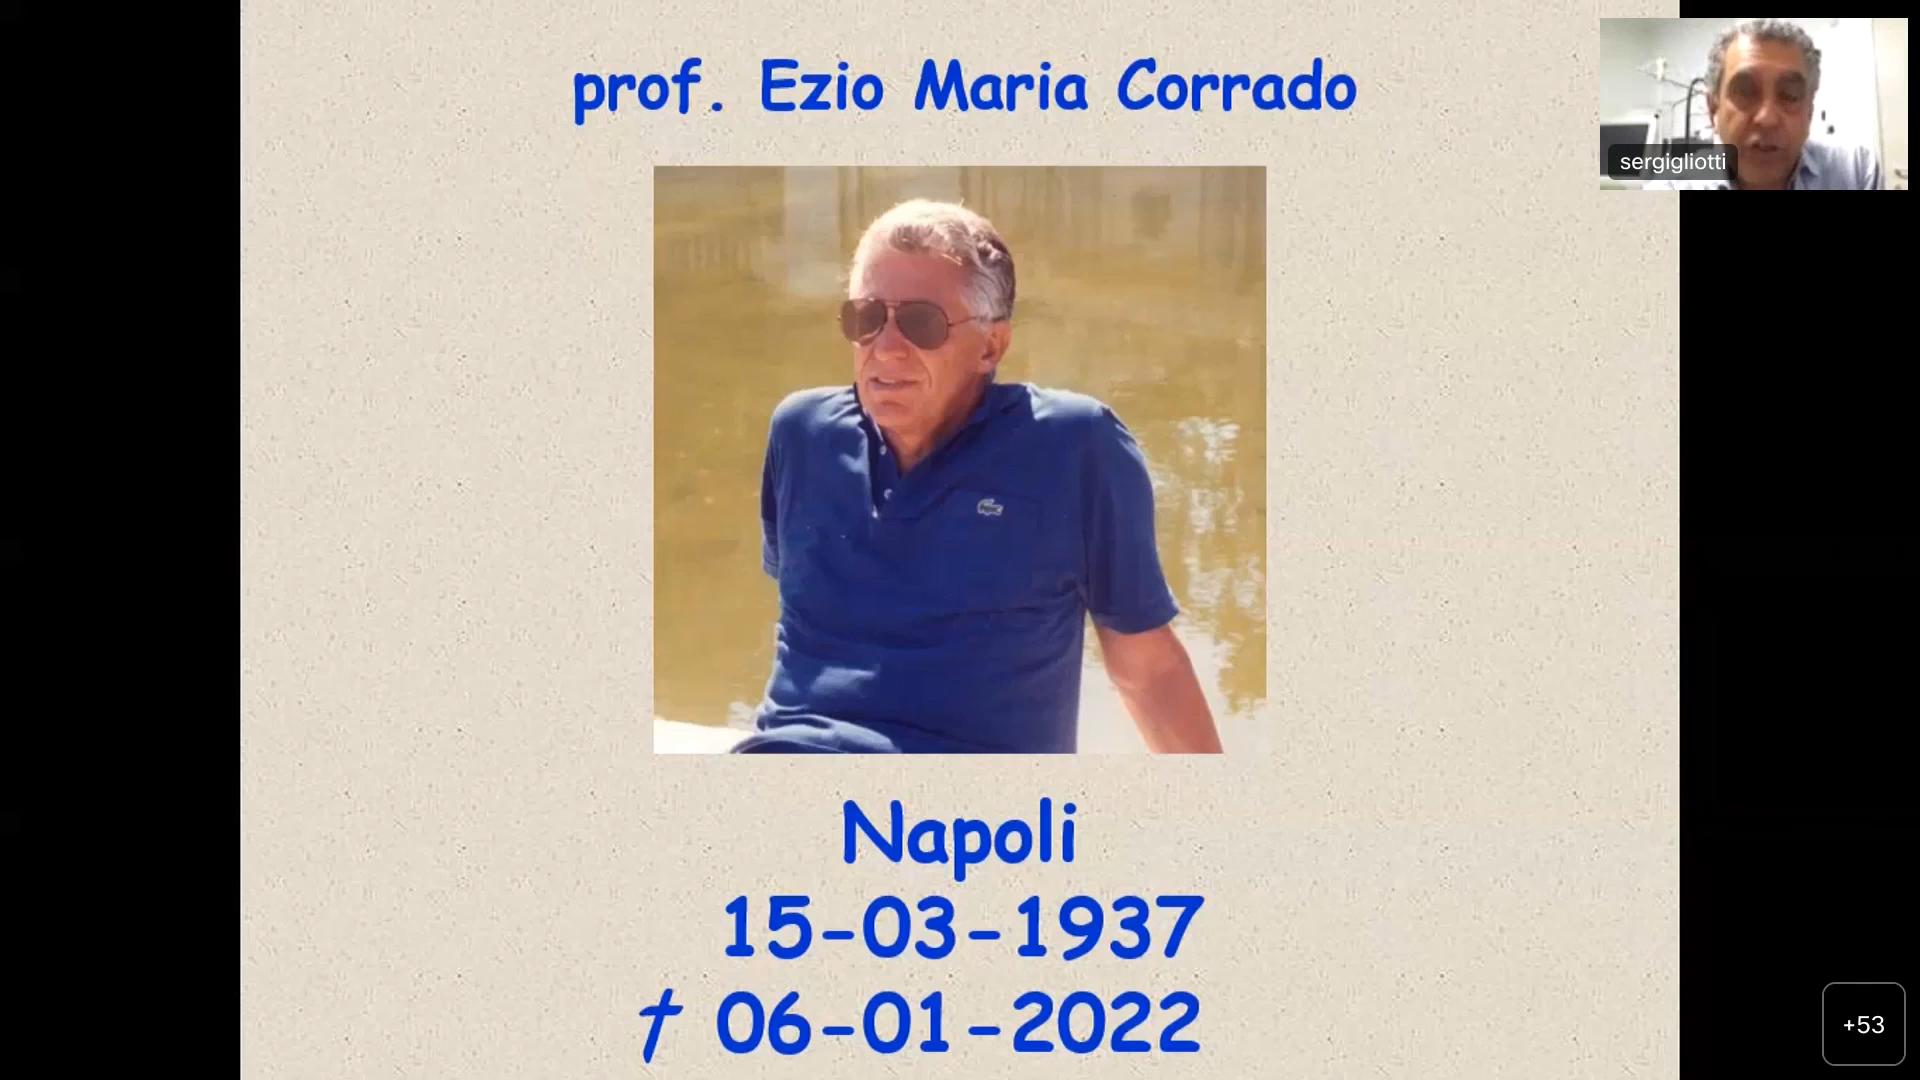 prof. Ezio Maria Corrado
sergigliotti
Napoli
15-03-1937
† 06-01-2022
+53